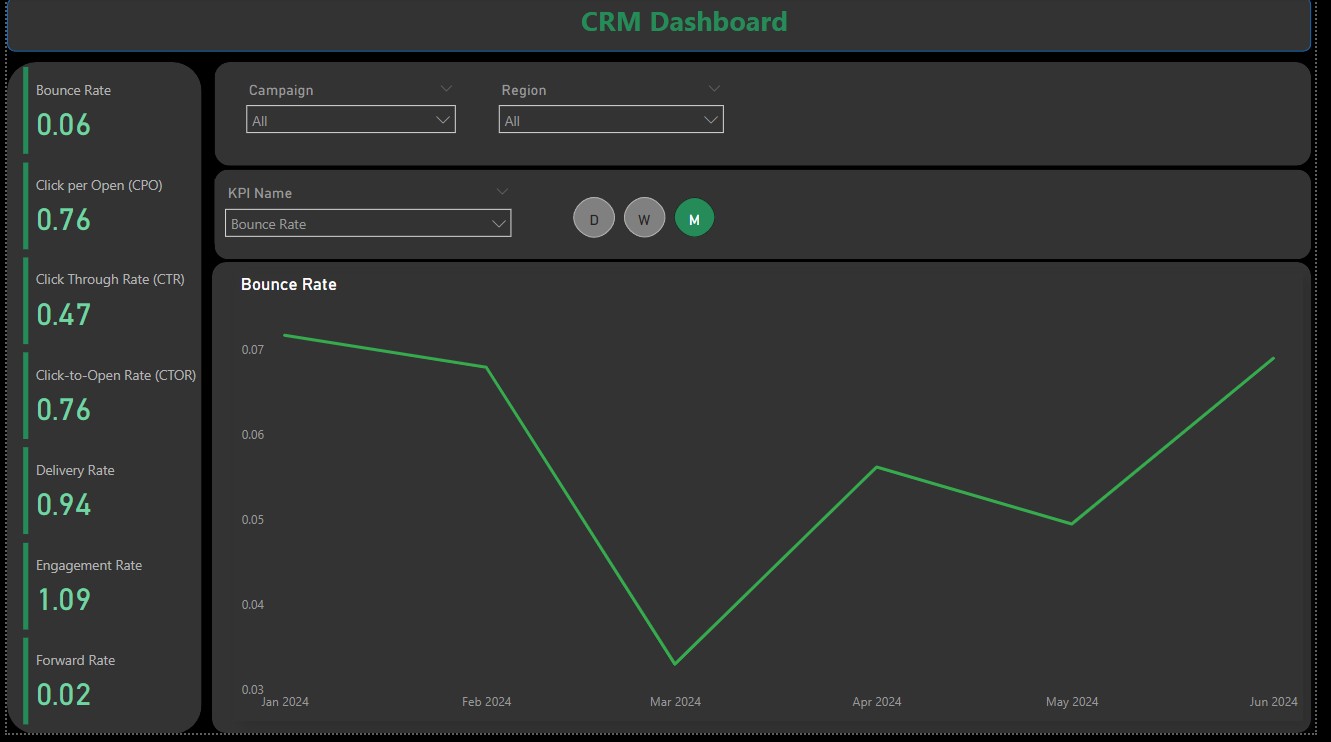 CRM Dashboard
Bounce Rate
0.06
Click per Open (CPO)
0.76
Click Through Rate (CTR)
0.47
Click-to-Open Rate (CTOR)
0.76
Delivery Rate
0.94
Engagement Rate
1.09
Forward Rate
0.02
Campaign
All
Region
All
KPI Name
Bounce Rate
D W M
Bounce Rate
0.07
0.06
0.05
0.04
0.03
Jan 2024 Feb 2024 Mar 2024 Apr 2024 May 2024 Jun 2024